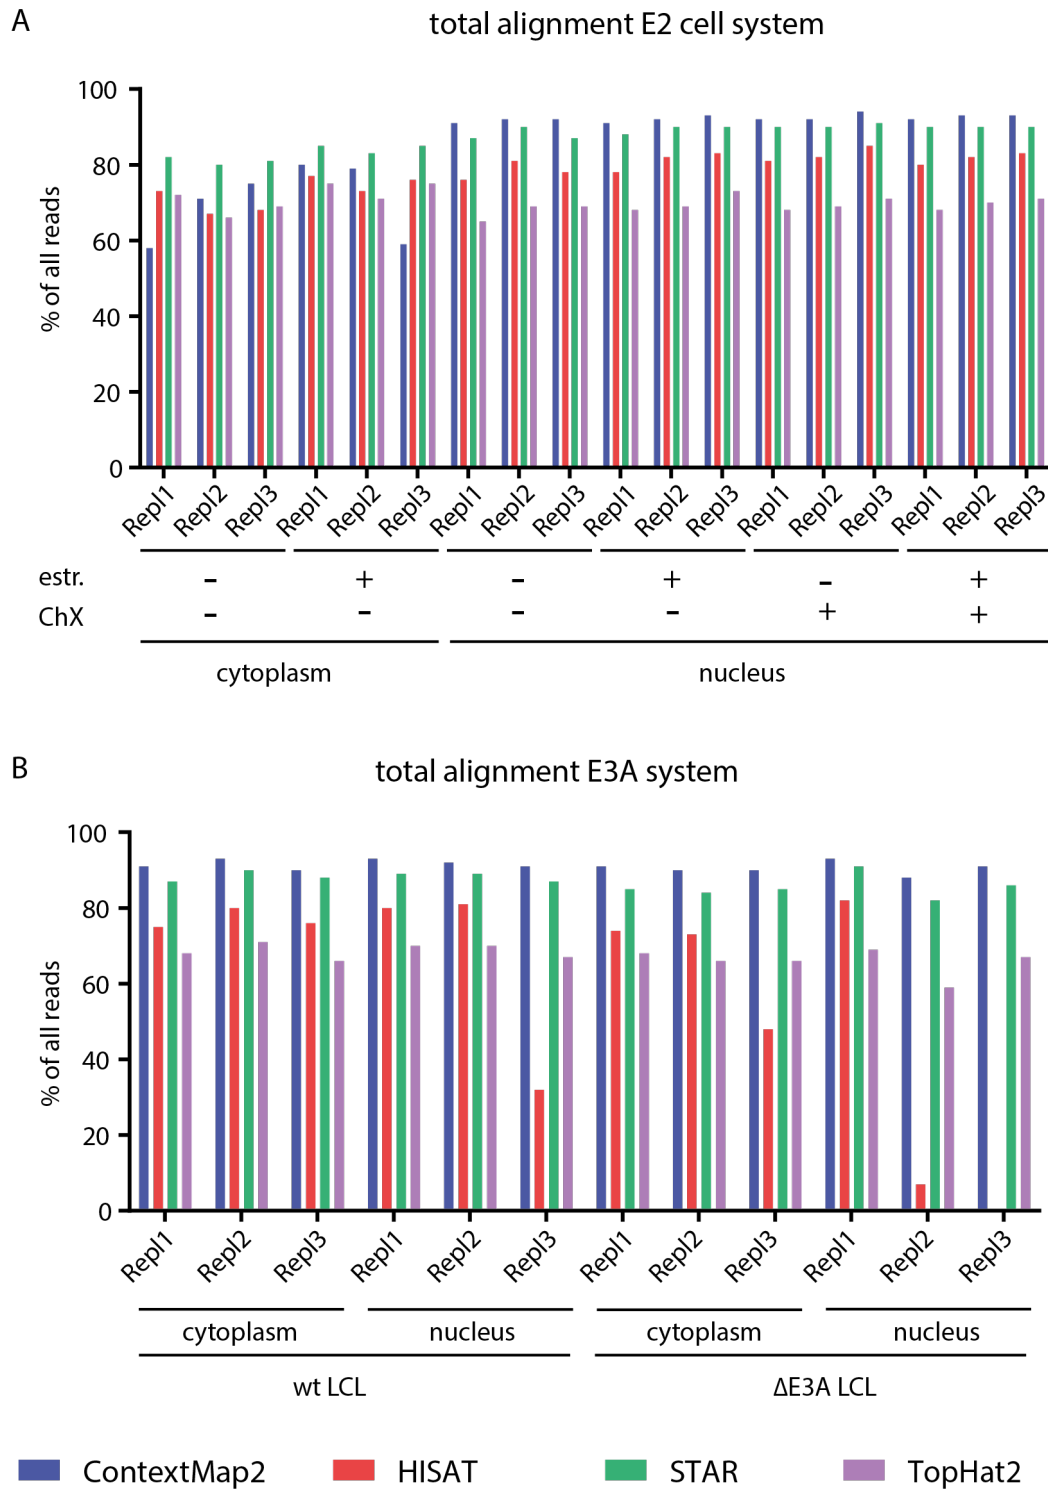 A
total alignment E2 cell system
% of all reads
100
80
60
40
20
0
Repl1 Repl2 Repl3 Repl1 Repl2 Repl3 Repl1 Repl2 Repl3 Repl1 Repl2 Repl3 Repl1 Repl2 Repl3 Repl1 Repl2 Repl3
estr. - + - + - +
ChX - - - - + +
cytoplasm nucleus
B
total alignment E3A system
% of all reads
100
80
60
40
20
0
Repl1 Repl2 Repl3 Repl1 Repl2 Repl3 Repl1 Repl2 Repl3 Repl1 Repl2 Repl3
cytoplasm nucleus cytoplasm nucleus
wt LCL ΔE3A LCL
ContextMap2 HISAT STAR TopHat2